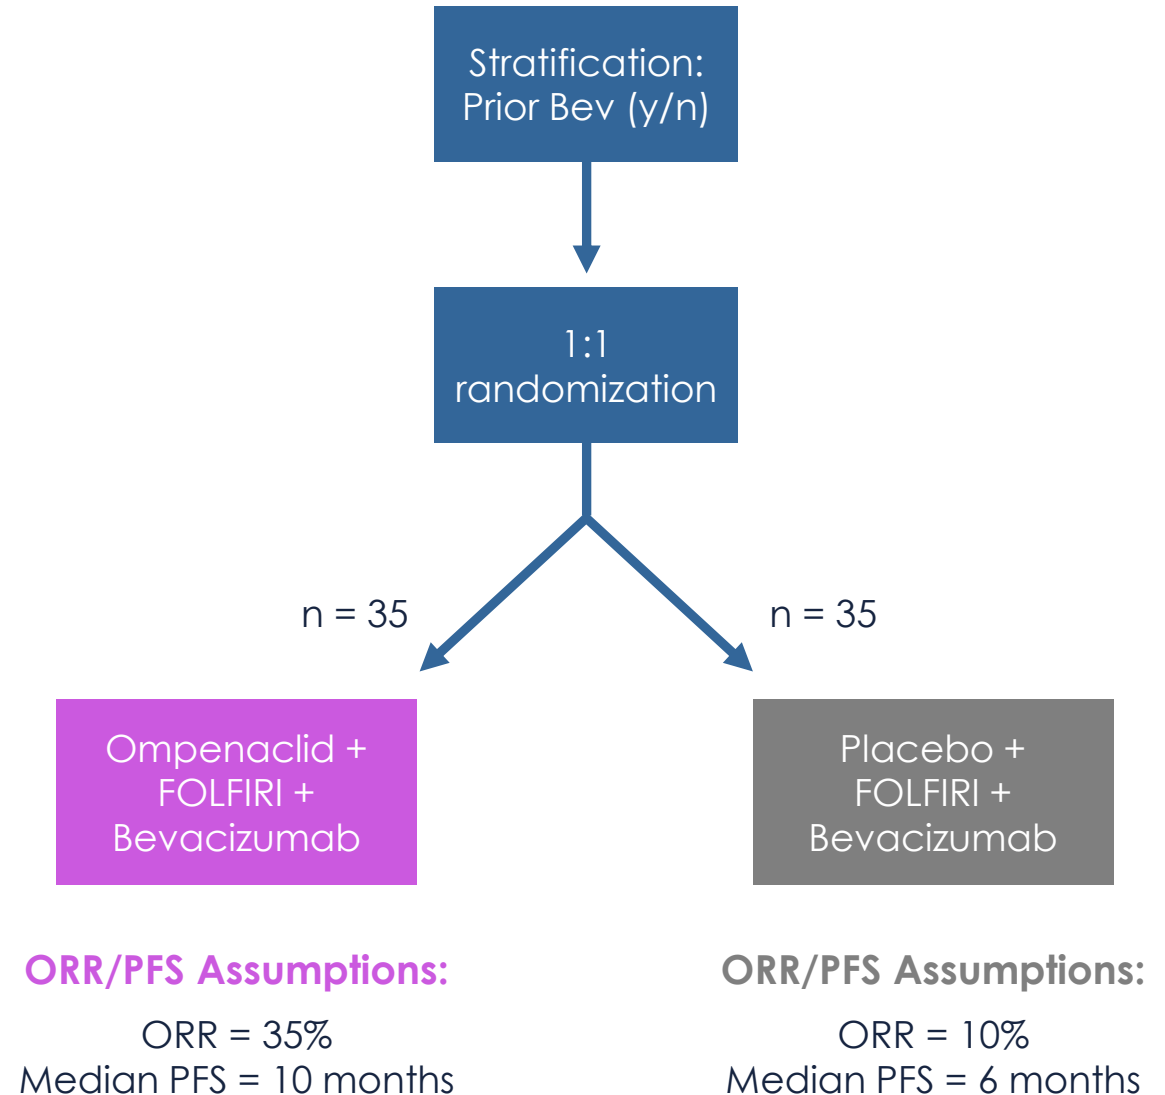 Stratification:
Prior Bev (y/n)
1:1
randomization
n = 35
n = 35
Ompenaclid +
FOLFIRI +
Bevacizumab
Placebo +
FOLFIRI +
Bevacizumab
ORR/PFS Assumptions:
ORR = 35%
Median PFS = 10 months
ORR/PFS Assumptions:
ORR = 10%
Median PFS = 6 months